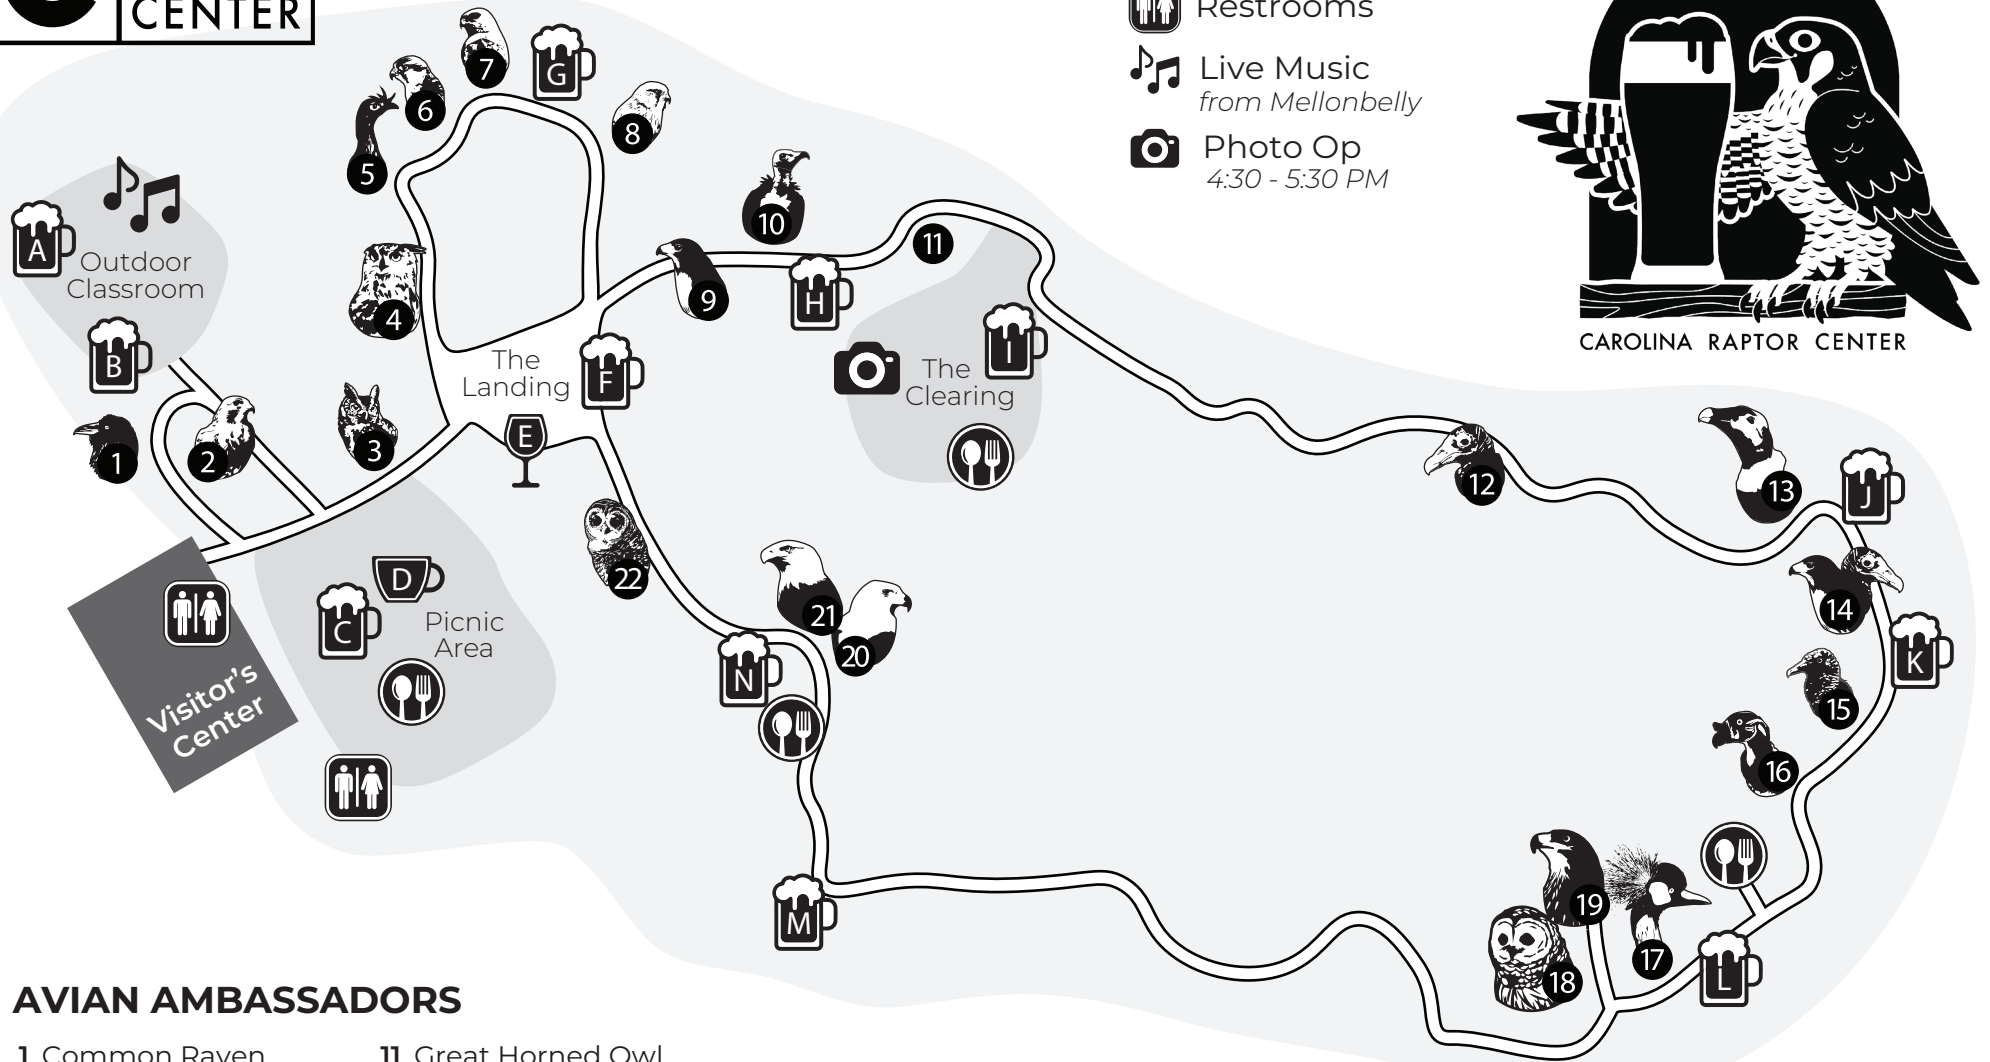 CENTER
Restrooms
Live Music
from Mellonbelly
Photo Op
4:30 - 5:30 PM
CAROLINA RAPTOR CENTER
7
G
6
8
5
10
A
Outdoor
Classroom
11
9
H
4
B
The
Landing
F
I
The
Clearing
E
1
2
3
12
13
J
22
D
C
Picnic
Area
21
20
14
N
K
15
16
Visitor's
Center
M
19
17
18
L
AVIAN AMBASSADORS
1 Common Raven
11 Great Horned Owl